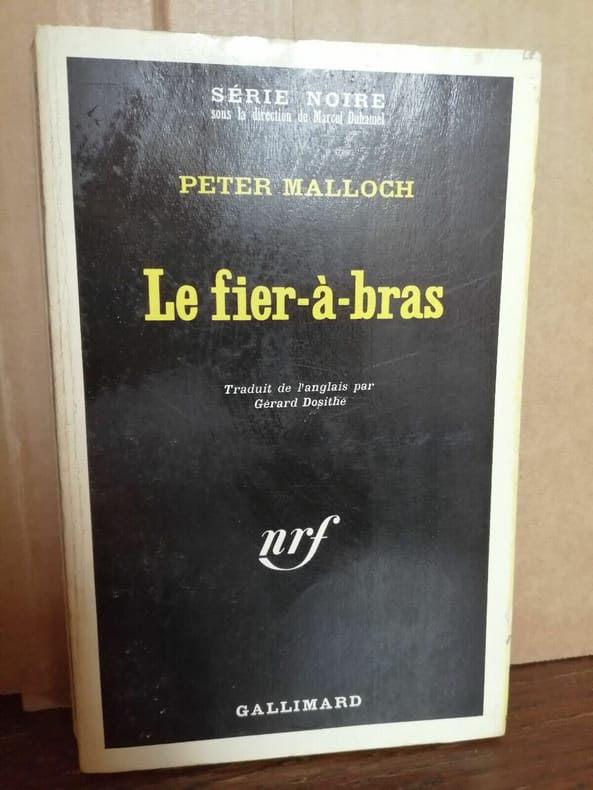 SÉRIE NOIRE
sous la direction de Marcel Duhamel
PETER MALLOCH
Le fier-à-bras
Traduit de l'anglais par
Gérard Dosithé
nrf
GALLIMARD